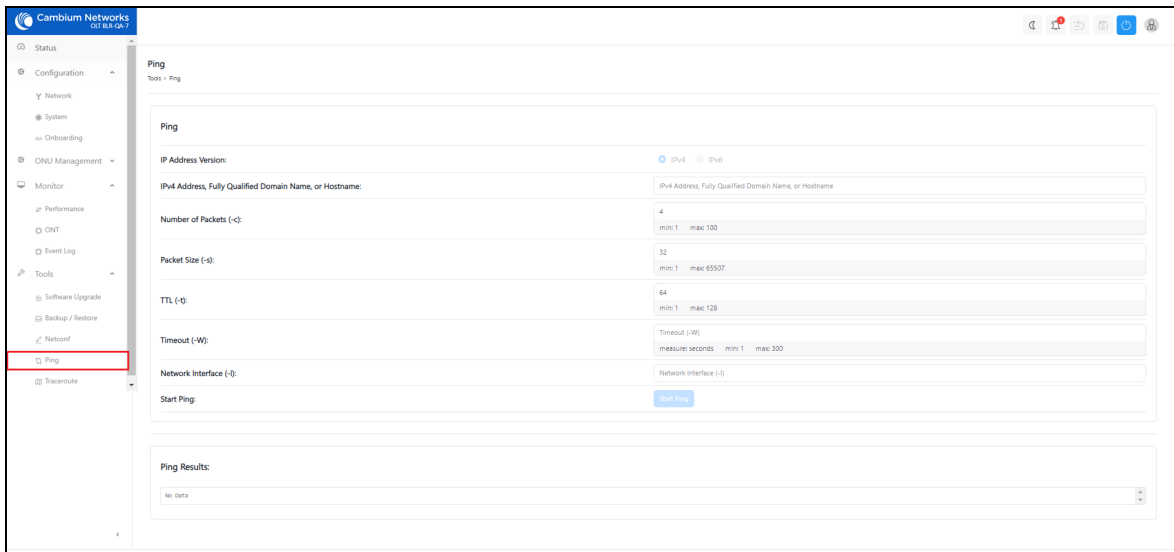 Cambium Networks
OLT BLR-QA-7
1
Status
Configuration
Network
System
Onboarding
ONU Management
Monitor
Performance
ONT
Event Log
Tools
Software Upgrade
Backup / Restore
Netconf
Ping
Traceroute
Ping
Tools > Ping
Ping
IP Address Version:
IPv4 IPv6
IPv4 Address, Fully Qualified Domain Name, or Hostname:
IPv4 Address, Fully Qualified Domain Name, or Hostname
Number of Packets (-c):
4
min: 1 max: 100
Packet Size (-s):
32
min: 1 max: 65507
TTL (-t):
64
min: 1 max: 128
Timeout (-W):
Timeout (-W)
measure: seconds min: 1 max: 300
Network Interface (-I):
Network Interface (-I)
Start Ping:
Start Ping
Ping Results:
No Data